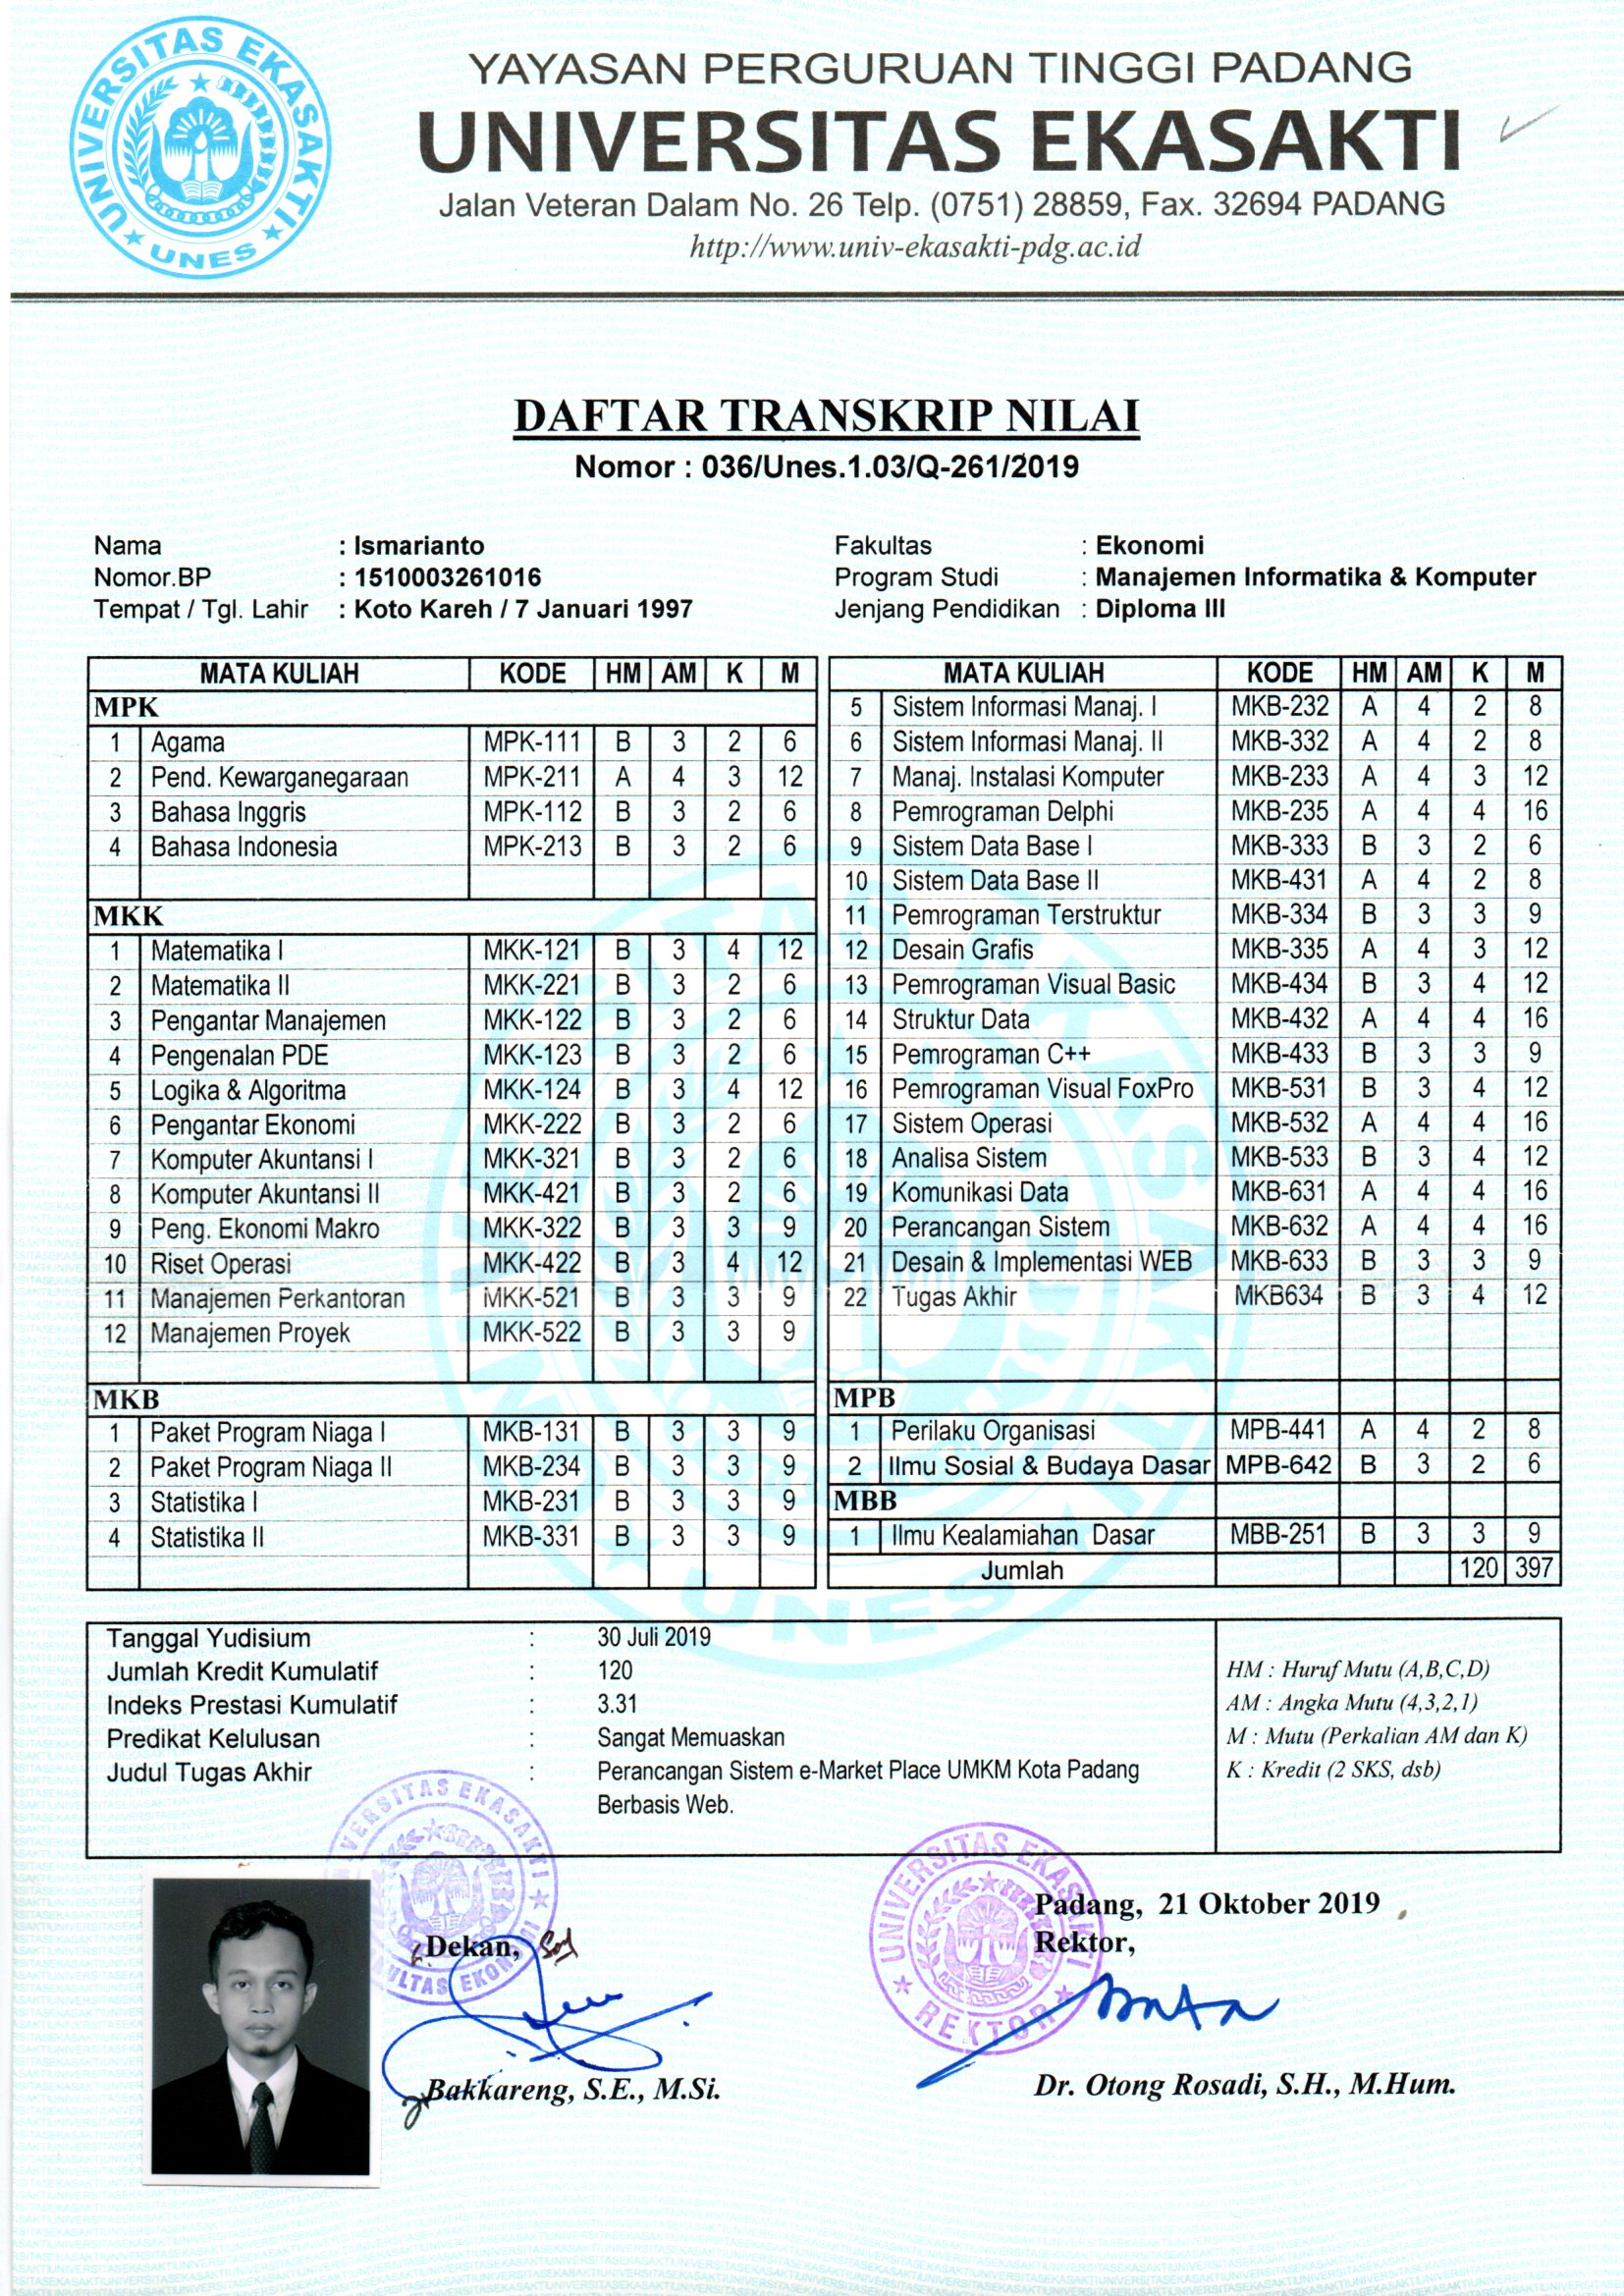 UNIVERSITAS EKASAKTI
UNES
YAYASAN PERGURUAN TINGGI PADANG
UNIVERSITAS EKASAKTI
Jalan Veteran Dalam No. 26 Telp. (0751) 28859, Fax. 32694 PADANG
http://www.univ-ekasakti-pdg.ac.id
DAFTAR TRANSKRIP NILAI
Nomor : 036/Unes.1.03/Q-261/2019
Nama : Ismarianto
Nomor.BP : 1510003261016
Tempat / Tgl. Lahir : Koto Kareh / 7 Januari 1997
Fakultas : Ekonomi
Program Studi : Manajemen Informatika & Komputer
Jenjang Pendidikan : Diploma III
MATA KULIAH KODE HM AM K M
MPK
1 Agama MPK-111 B 3 2 6
2 Pend. Kewarganegaraan MPK-211 A 4 3 12
3 Bahasa Inggris MPK-112 B 3 2 6
4 Bahasa Indonesia MPK-213 B 3 2 6
MKK
1 Matematika I MKK-121 B 3 4 12
2 Matematika II MKK-221 B 3 2 6
3 Pengantar Manajemen MKK-122 B 3 2 6
4 Pengenalan PDE MKK-123 B 3 2 6
5 Logika & Algoritma MKK-124 B 3 4 12
6 Pengantar Ekonomi MKK-222 B 3 2 6
7 Komputer Akuntansi I MKK-321 B 3 2 6
8 Komputer Akuntansi II MKK-421 B 3 2 6
9 Peng. Ekonomi Makro MKK-322 B 3 3 9
10 Riset Operasi MKK-422 B 3 4 12
11 Manajemen Perkantoran MKK-521 B 3 3 9
12 Manajemen Proyek MKK-522 B 3 3 9
MKB
1 Paket Program Niaga I MKB-131 B 3 3 9
2 Paket Program Niaga II MKB-234 B 3 3 9
3 Statistika I MKB-231 B 3 3 9
4 Statistika II MKB-331 B 3 3 9
MATA KULIAH KODE HM AM K M
5 Sistem Informasi Manaj. I MKB-232 A 4 2 8
6 Sistem Informasi Manaj. II MKB-332 A 4 2 8
7 Manaj. Instalasi Komputer MKB-233 A 4 3 12
8 Pemrograman Delphi MKB-235 A 4 4 16
9 Sistem Data Base I MKB-333 B 3 2 6
10 Sistem Data Base II MKB-431 A 4 2 8
11 Pemrograman Terstruktur MKB-334 B 3 3 9
12 Desain Grafis MKB-335 A 4 3 12
13 Pemrograman Visual Basic MKB-434 B 3 4 12
14 Struktur Data MKB-432 A 4 4 16
15 Pemrograman C++ MKB-433 B 3 3 9
16 Pemrograman Visual FoxPro MKB-531 B 3 4 12
17 Sistem Operasi MKB-532 A 4 4 16
18 Analisa Sistem MKB-533 B 3 4 12
19 Komunikasi Data MKB-631 A 4 4 16
20 Perancangan Sistem MKB-632 A 4 4 16
21 Desain & Implementasi WEB MKB-633 B 3 3 9
22 Tugas Akhir MKB634 B 3 4 12
MPB
1 Perilaku Organisasi MPB-441 A 4 2 8
2 Ilmu Sosial & Budaya Dasar MPB-642 B 3 2 6
MBB
1 Ilmu Kealamiahan Dasar MBB-251 B 3 3 9
Jumlah 120 397
Tanggal Yudisium : 30 Juli 2019
Jumlah Kredit Kumulatif : 120
Indeks Prestasi Kumulatif : 3.31
Predikat Kelulusan : Sangat Memuaskan
Judul Tugas Akhir : Perancangan Sistem e-Market Place UMKM Kota Padang
Berbasis Web.
HM : Huruf Mutu (A,B,C,D)
AM : Angka Mutu (4,3,2,1)
M : Mutu (Perkalian AM dan K)
K : Kredit (2 SKS, dsb)
Dekan,
Bakkareng, S.E., M.Si.
UNIVERSITAS EKASAKTI
REKTOR
Padang, 21 Oktober 2019
Rektor,
Dr. Otong Rosadi, S.H., M.Hum.